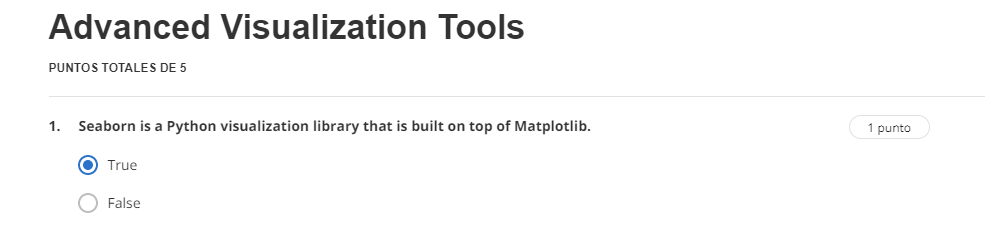 Advanced Visualization Tools
PUNTOS TOTALES DE 5
1. Seaborn is a Python visualization library that is built on top of Matplotlib.
1 punto
True
False